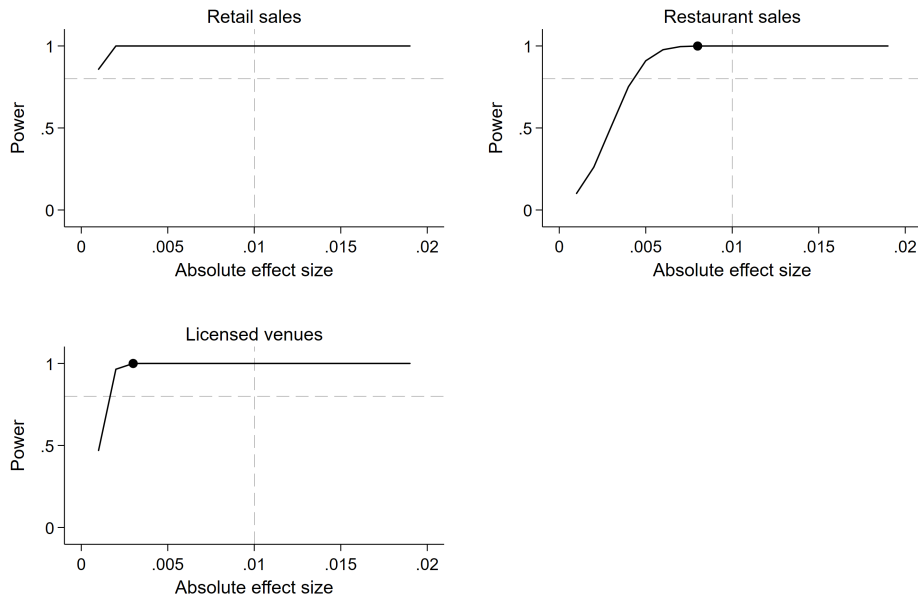 Retail sales
1
.5
0
Power
0 .005 .01 .015 .02
Absolute effect size
Restaurant sales
1
.5
0
Power
0 .005 .01 .015 .02
Absolute effect size
Licensed venues
1
.5
0
Power
0 .005 .01 .015 .02
Absolute effect size